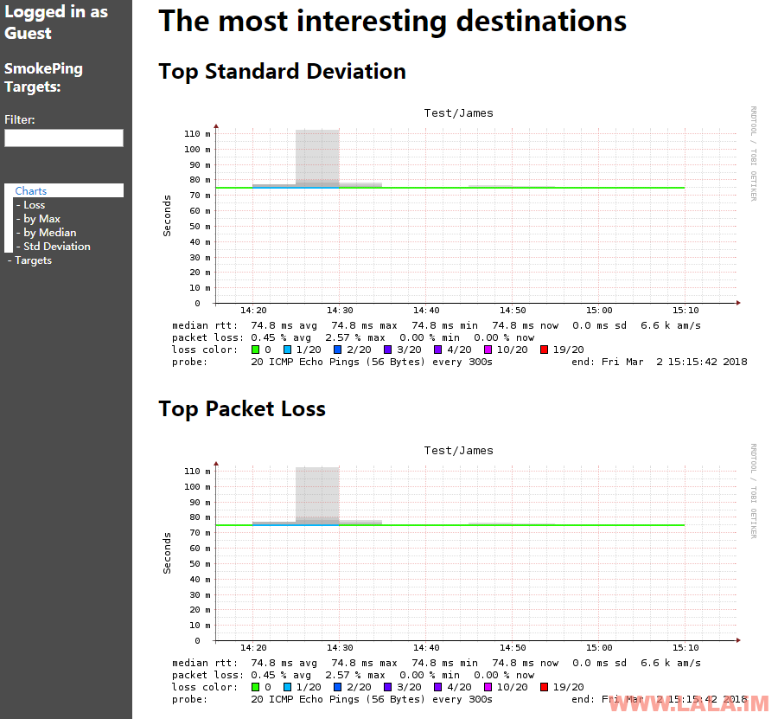 Logged in as
Guest
SmokePing
Targets:
Filter:
Charts
- Loss
- by Max
- by Median
- Std Deviation
- Targets
The most interesting destinations
Top Standard Deviation
Test/James
RRDTOOL / TOBI OETIKER
Seconds
110 m
100 m
90 m
80 m
70 m
60 m
50 m
40 m
30 m
20 m
10 m
0
14:20 14:30 14:40 14:50 15:00 15:10
median rtt: 74.8 ms avg 74.8 ms max 74.8 ms min 74.8 ms now 0.0 ms sd 6.6 k am/s
packet loss: 0.45 % avg 2.57 % max 0.00 % min 0.00 % now
loss color: 0 1/20 2/20 3/20 4/20 10/20 19/20
probe: 20 ICMP Echo Pings (56 Bytes) every 300s end: Fri Mar 2 15:15:42 2018
Top Packet Loss
Test/James
RRDTOOL / TOBI OETIKER
Seconds
110 m
100 m
90 m
80 m
70 m
60 m
50 m
40 m
30 m
20 m
10 m
0
14:20 14:30 14:40 14:50 15:00 15:10
median rtt: 74.8 ms avg 74.8 ms max 74.8 ms min 74.8 ms now 0.0 ms sd 6.6 k am/s
packet loss: 0.45 % avg 2.57 % max 0.00 % min 0.00 % now
loss color: 0 1/20 2/20 3/20 4/20 10/20 19/20
probe: 20 ICMP Echo Pings (56 Bytes) every 300s end: Fri Mar 2 15:15:42 2018
WWW.LALA.IM